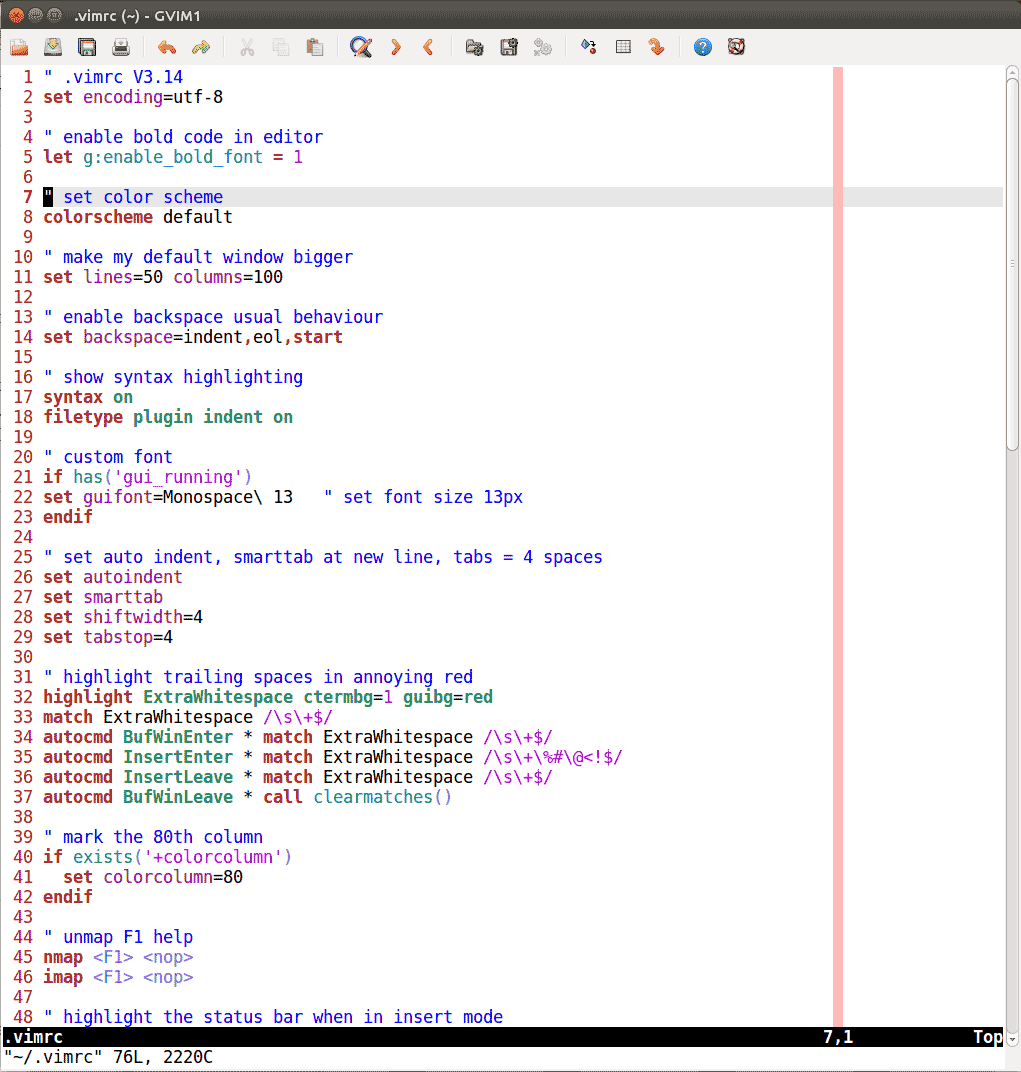 .vimrc (~) - GVIM1
1 " .vimrc V3.14
2 set encoding=utf-8
3
4 " enable bold code in editor
5 let g:enable_bold_font = 1
6
7 " set color scheme
8 colorscheme default
9
10 " make my default window bigger
11 set lines=50 columns=100
12
13 " enable backspace usual behaviour
14 set backspace=indent,eol,start
15
16 " show syntax highlighting
17 syntax on
18 filetype plugin indent on
19
20 " custom font
21 if has('gui_running')
22 set guifont=Monospace\ 13   " set font size 13px
23 endif
24
25 " set auto indent, smarttab at new line, tabs = 4 spaces
26 set autoindent
27 set smarttab
28 set shiftwidth=4
29 set tabstop=4
30
31 " highlight trailing spaces in annoying red
32 highlight ExtraWhitespace ctermbg=1 guibg=red
33 match ExtraWhitespace /\s\+$/
34 autocmd BufWinEnter * match ExtraWhitespace /\s\+$/
35 autocmd InsertEnter * match ExtraWhitespace /\s\+\%#\@<!$/
36 autocmd InsertLeave * match ExtraWhitespace /\s\+$/
37 autocmd BufWinLeave * call clearmatches()
38
39 " mark the 80th column
40 if exists('+colorcolumn')
41   set colorcolumn=80
42 endif
43
44 " unmap F1 help
45 nmap <F1> <nop>
46 imap <F1> <nop>
47
48 " highlight the status bar when in insert mode
.vimrc 7,1 Top
"~/.vimrc" 76L, 2220C